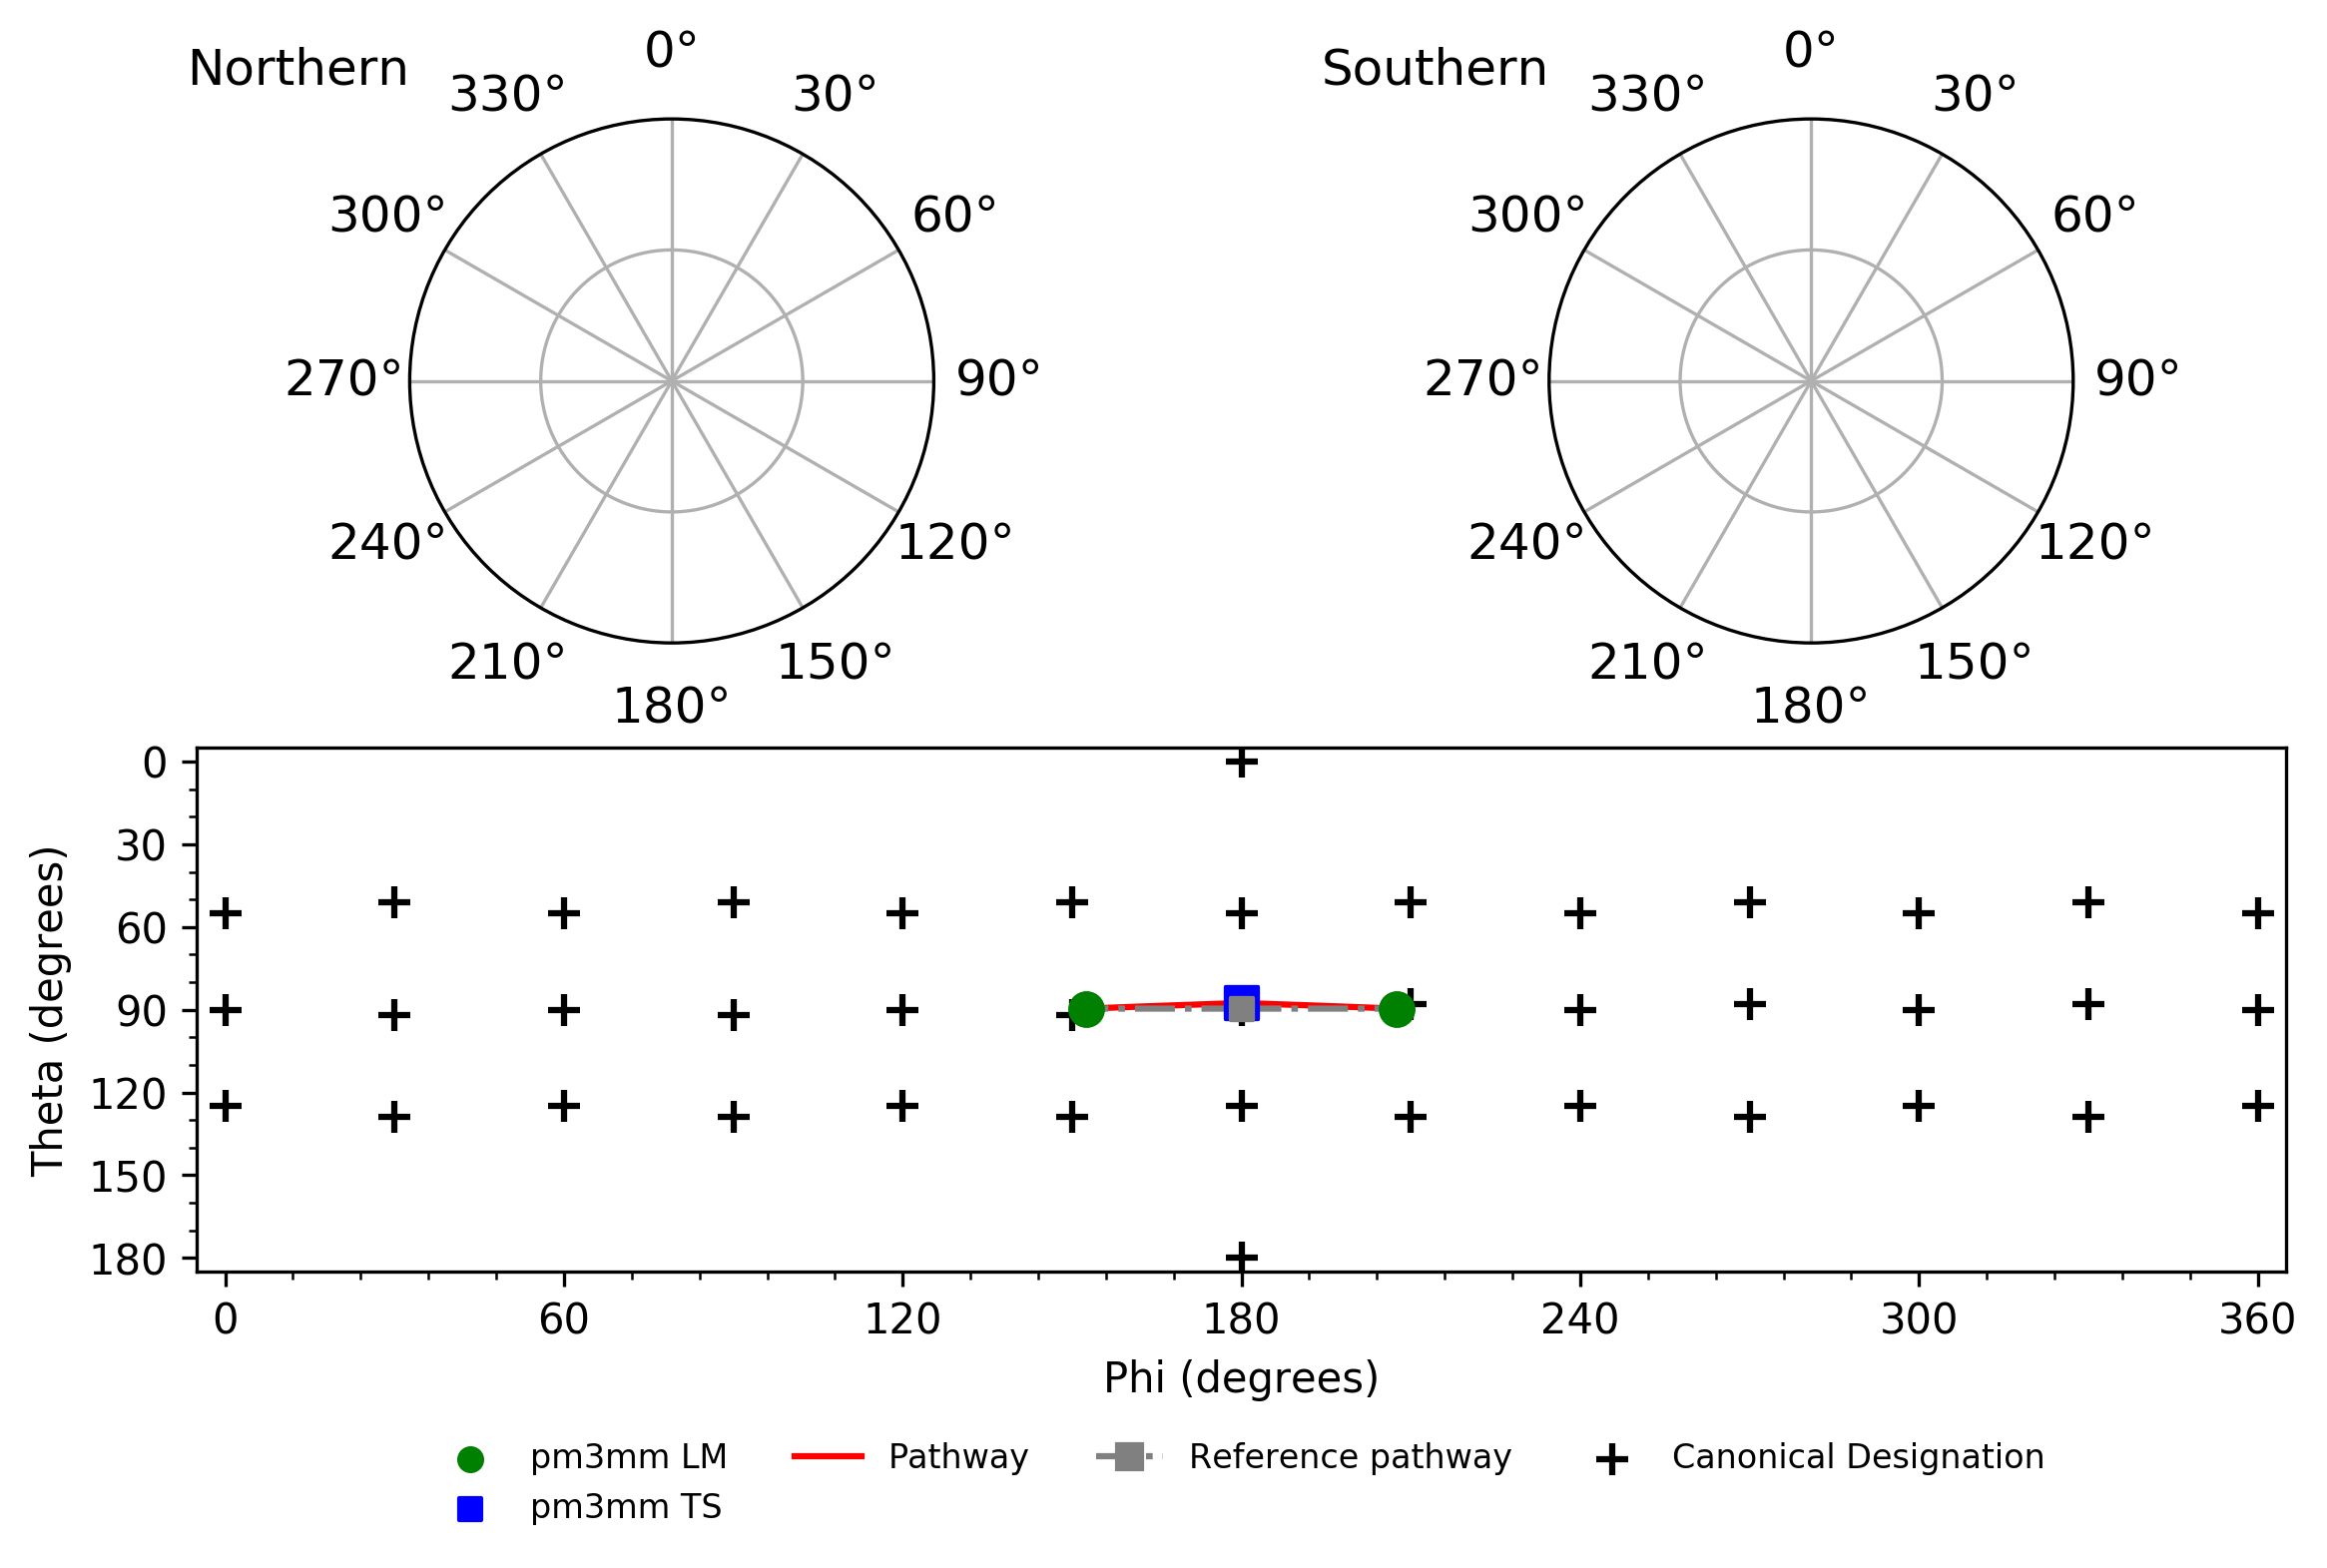 Northern
0°
330° 30°
300° 60°
270° 90°
240° 120°
210° 150°
180°
Southern
0°
330° 30°
300° 60°
270° 90°
240° 120°
210° 150°
180°
Theta (degrees)
0
30
60
90
120
150
180
0 60 120 180 240 300 360
Phi (degrees)
pm3mm LM
pm3mm TS
Pathway
Reference pathway
Canonical Designation